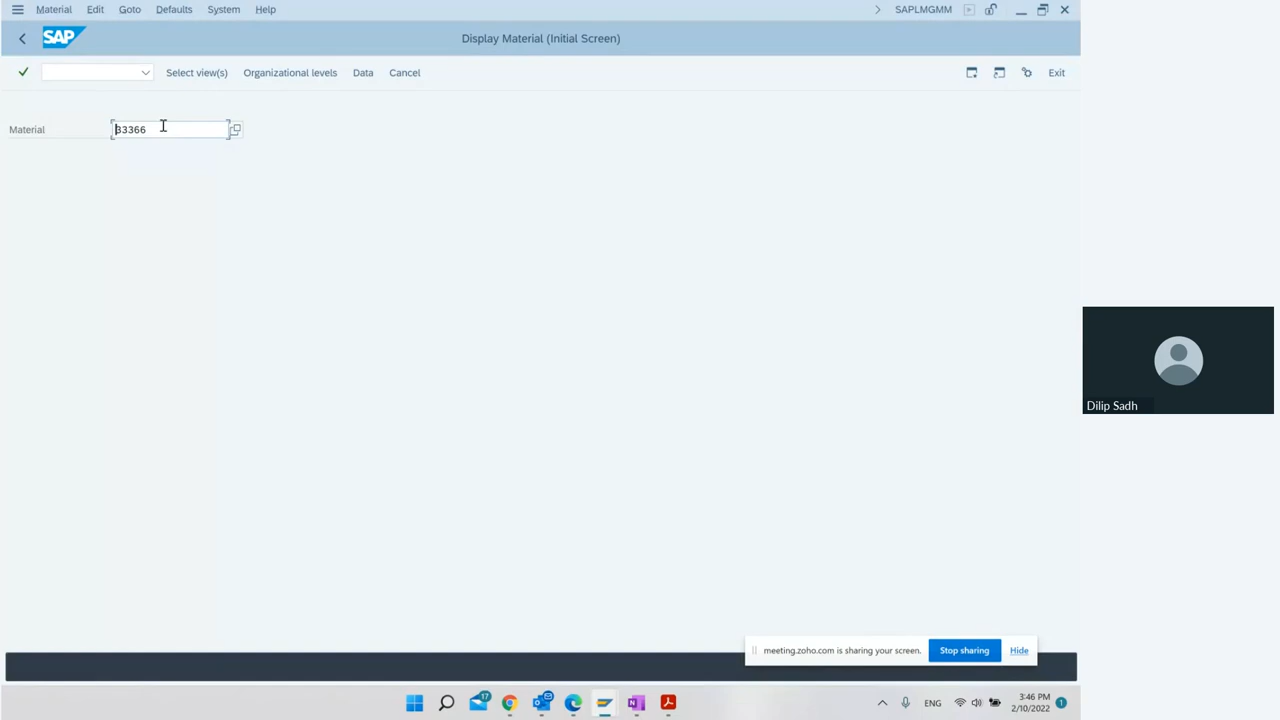 Material Edit Goto Defaults System Help SAPLMGMM
SAP Display Material (Initial Screen)
Select view(s) Organizational levels Data Cancel Exit
Material 33366
Dilip Sadh
meeting.zoho.com is sharing your screen. Stop sharing Hide
17 N ENG 3:46 PM 1
2/10/2022